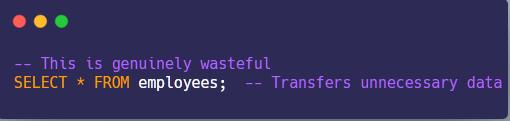 -- This is genuinely wasteful
SELECT * FROM employees;  -- Transfers unnecessary data